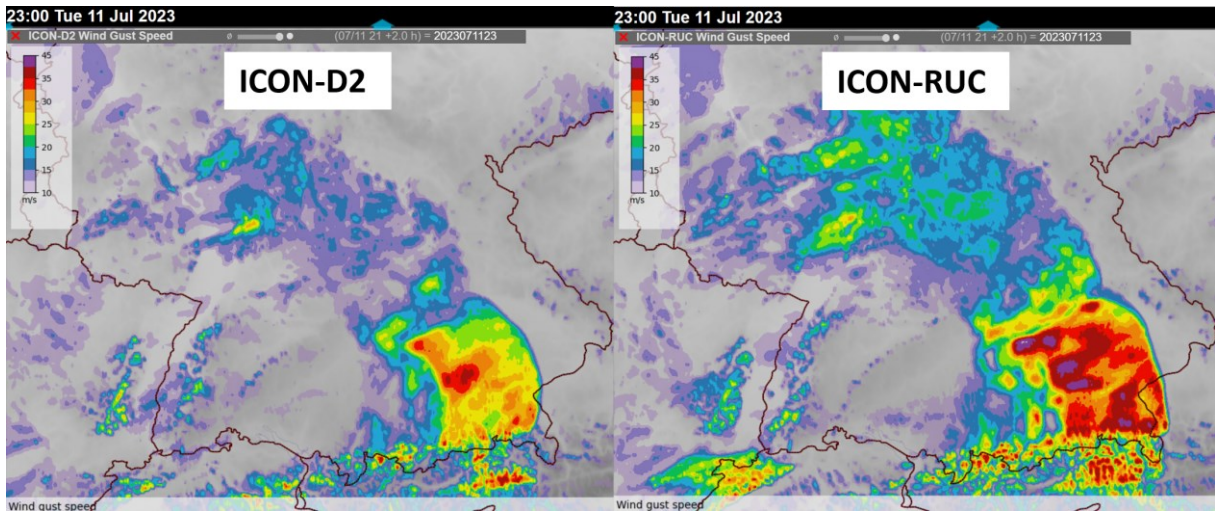 23:00 Tue 11 Jul 2023
ICON-D2 Wind Gust Speed
(07/11 21 +2.0 h) = 2023071123
ICON-D2
45
40
35
30
25
20
15
10
m/s
Wind gust speed
23:00 Tue 11 Jul 2023
ICON-RUC Wind Gust Speed
(07/11 21 +2.0 h) = 2023071123
ICON-RUC
45
40
35
30
25
20
15
10
m/s
Wind gust speed